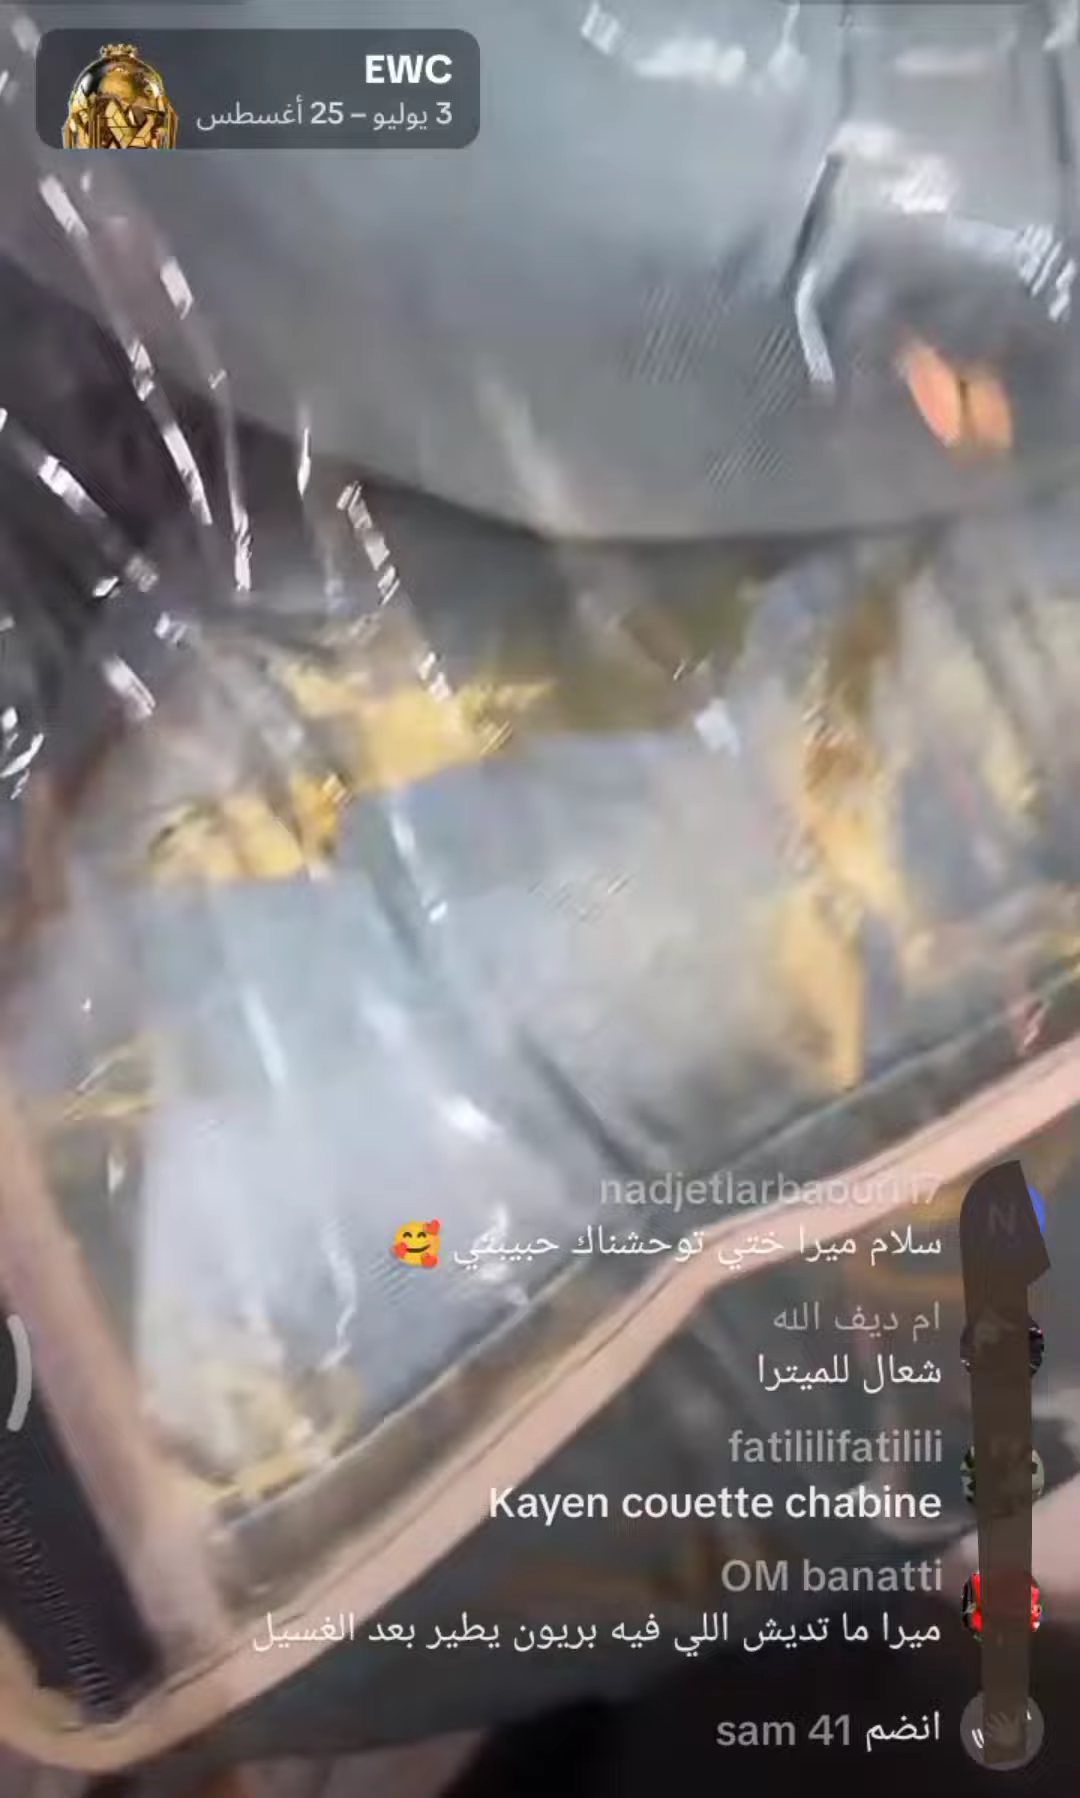 EWC
3 يوليو – 25 أغسطس
nadjetlarbaouri17
سلام ميرا ختي توحشناك حبيبتي 🥰
ام ديف الله
شعال للميترا
fatililifatilili
Kayen couette chabine
OM banatti
ميرا ما تديش اللي فيه بريون يطير بعد الغسيل
sam 41 انضم